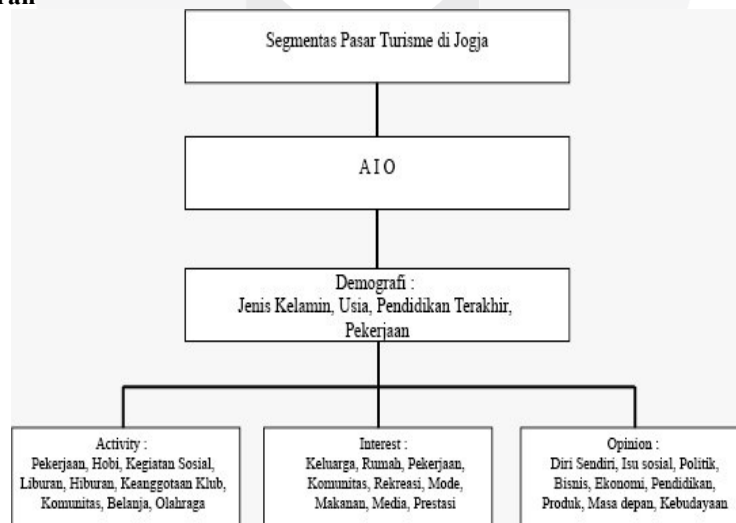 Segmentas Pasar Turisme di Jogja
A I O
Demografi :
Jenis Kelamin, Usia, Pendidikan Terakhir,
Pekerjaan
Activity :
Pekerjaan, Hobi, Kegiatan Sosial,
Liburan, Hiburan, Keanggotaan Klub,
Komunitas, Belanja, Olahraga
Interest :
Keluarga, Rumah, Pekerjaan,
Komunitas, Rekreasi, Mode,
Makanan, Media, Prestasi
Opinion :
Diri Sendiri, Isu sosial, Politik,
Bisnis, Ekonomi, Pendidikan,
Produk, Masa depan, Kebudayaan